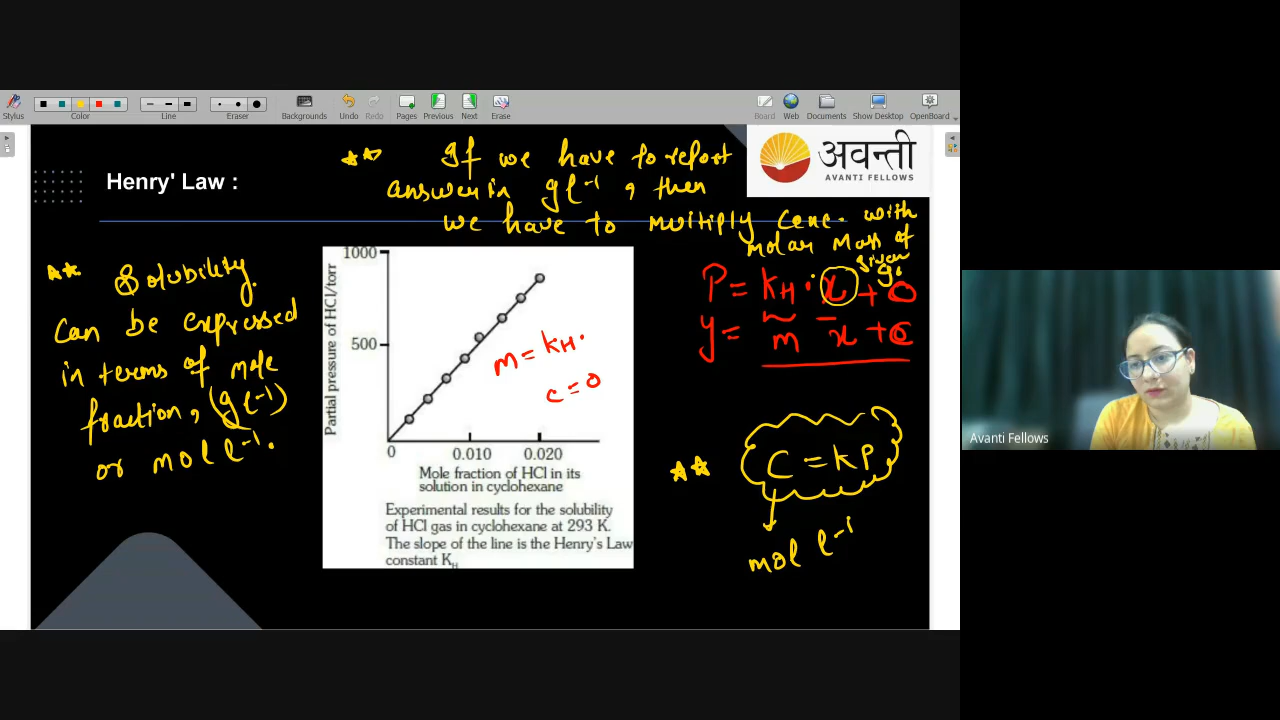 Stylus
Color
Line
Eraser
Backgrounds
Undo
Redo
Pages
Previous
Next
Erase
Board
Web
Documents
Show Desktop
OpenBoard
Henry' Law :
अवन्ती
AVANTI FELLOWS
If we have to report
answer in g l⁻¹ , then
we have to multiply conc. with
molar mass of
given
** Solubility
can be expressed
in terms of mole
fraction, (g l⁻¹)
or mol l⁻¹.
Partial pressure of HCl/torr
1000
500
0
0.010
0.020
m = KH.
c = 0
Mole fraction of HCl in its
solution in cyclohexane
Experimental results for the solubility
of HCl gas in cyclohexane at 293 K.
The slope of the line is the Henry's Law
constant K_H
P = KH · x + 0
y = m x + c
** C = KP
mol l⁻¹
Avanti Fellows